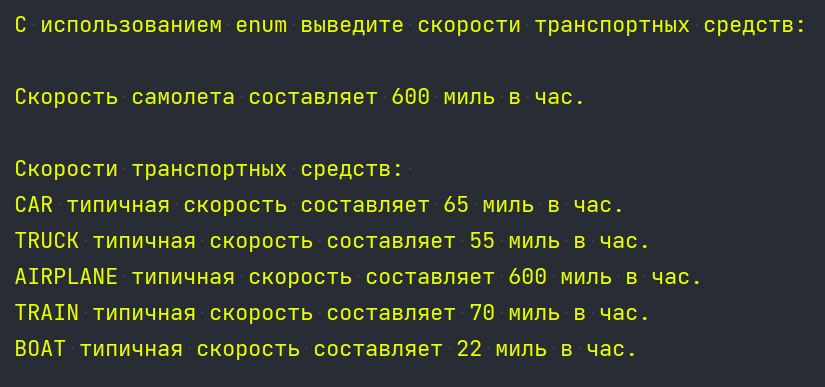 С использованием enum выведите скорости транспортных средств:
Скорость самолета составляет 600 миль в час.
Скорости транспортных средств:
CAR типичная скорость составляет 65 миль в час.
TRUCK типичная скорость составляет 55 миль в час.
AIRPLANE типичная скорость составляет 600 миль в час.
TRAIN типичная скорость составляет 70 миль в час.
BOAT типичная скорость составляет 22 миль в час.